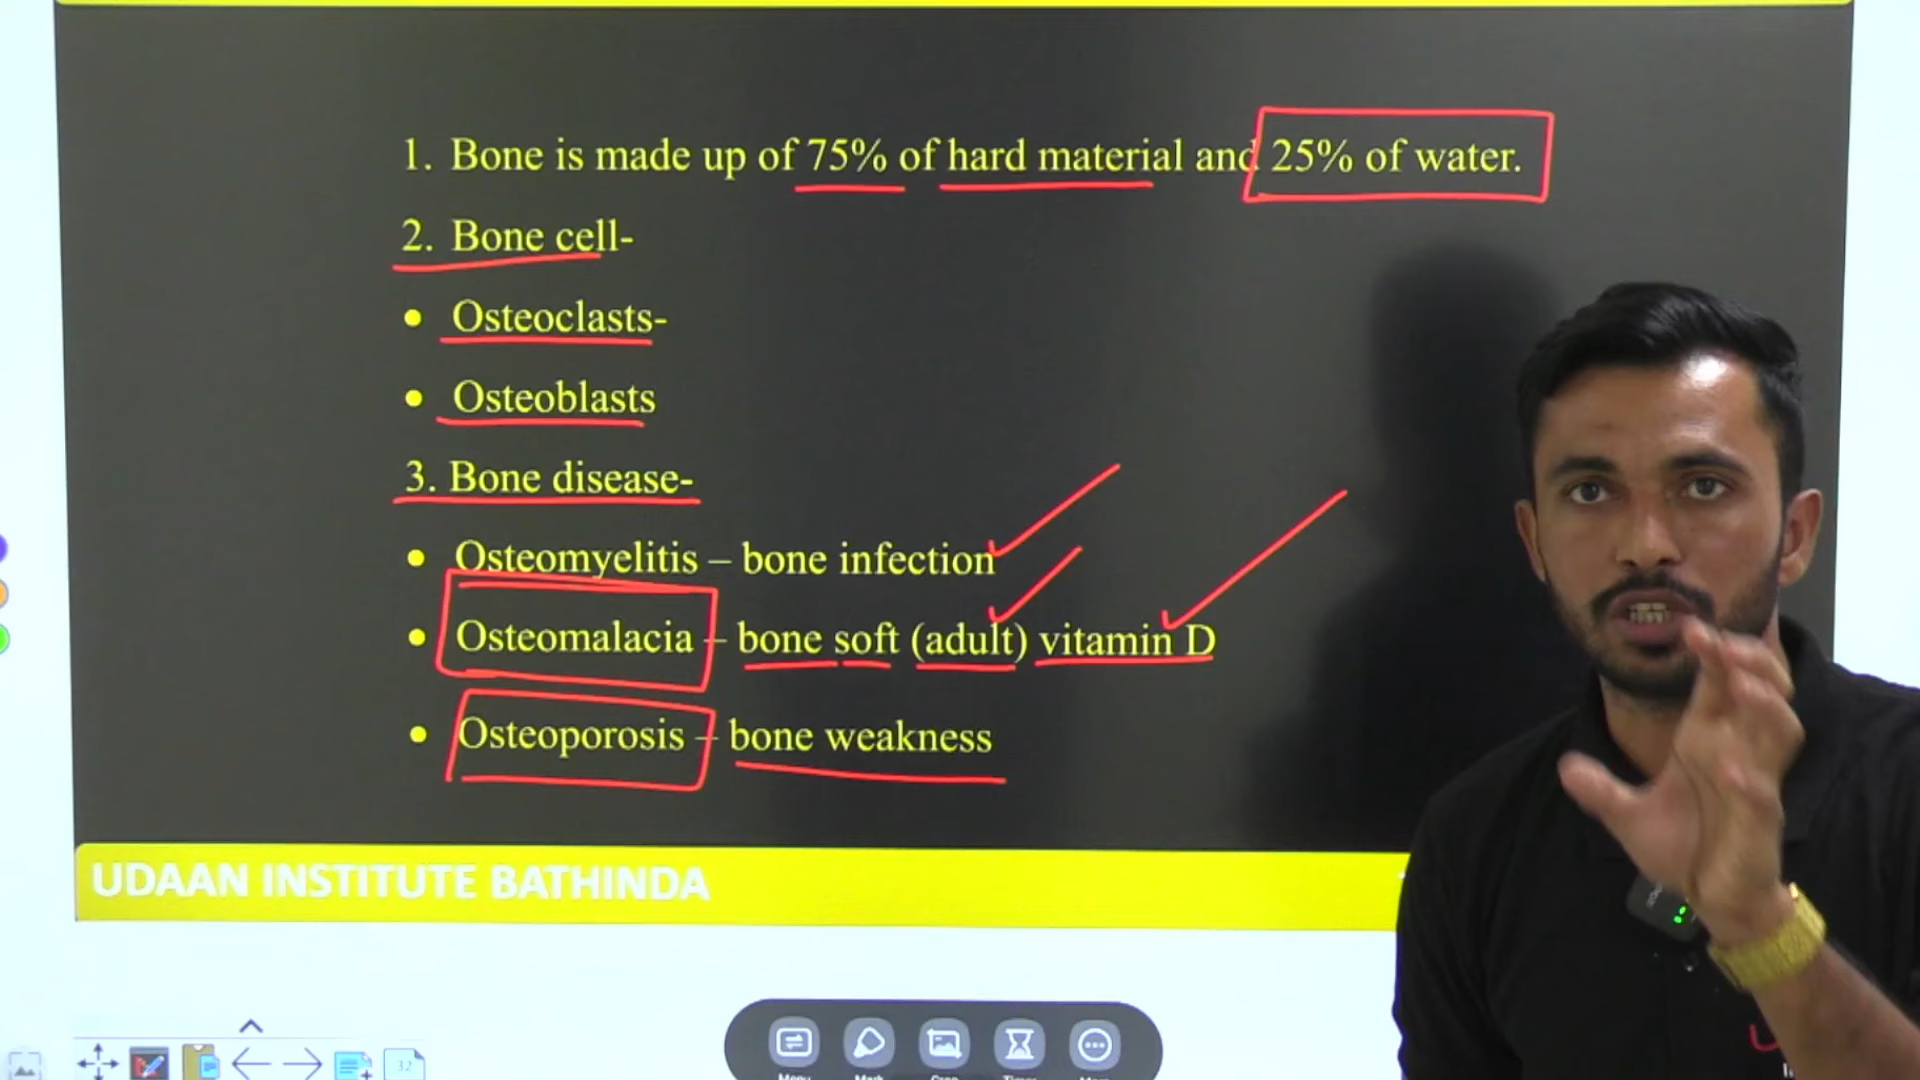 1. Bone is made up of 75% of hard material and 25% of water.
2. Bone cell-
• Osteoclasts-
• Osteoblasts
3. Bone disease-
• Osteomyelitis – bone infection
• Osteomalacia – bone soft (adult) vitamin D
• Osteoporosis – bone weakness
UDAAN INSTITUTE BATHINDA
32